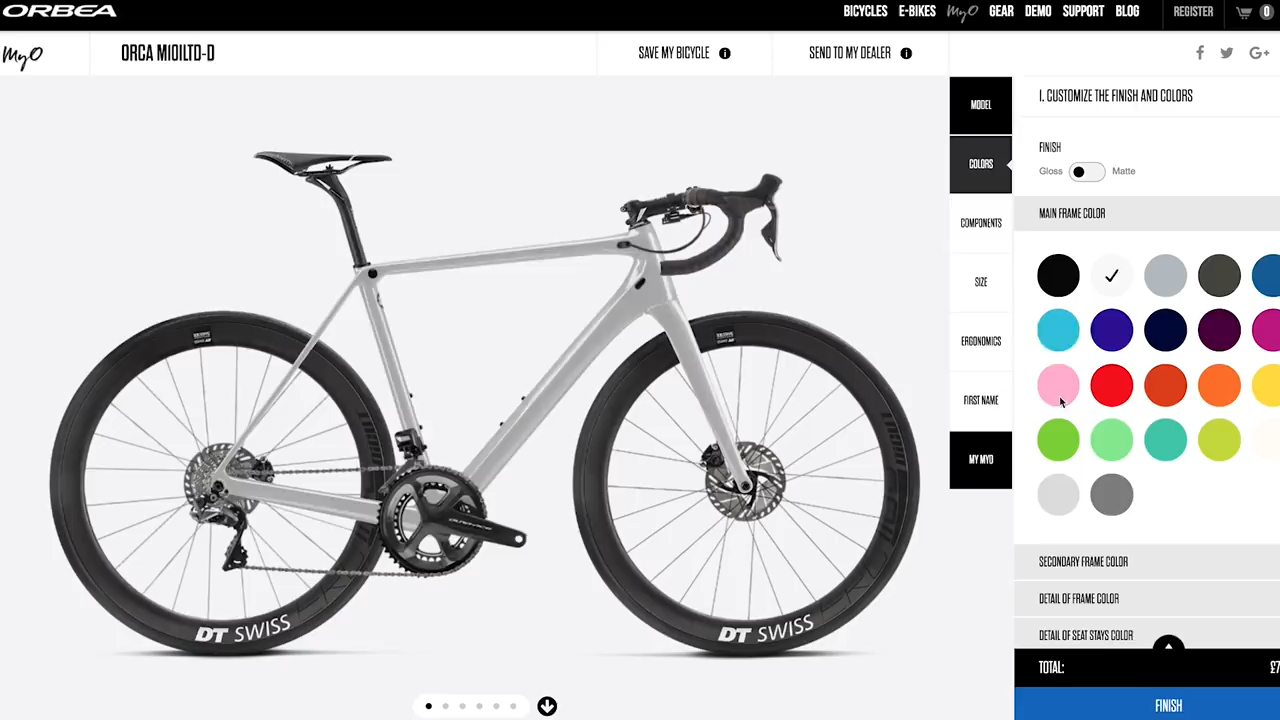 ORBEA
BICYCLES E-BIKES MyO GEAR DEMO SUPPORT BLOG REGISTER 0
MyO ORCA M10iLTD-D SAVE MY BICYCLE i SEND TO MY DEALER i f G+
MODEL
COLORS
COMPONENTS
SIZE
ERGONOMICS
FIRST NAME
MY MYO
1. CUSTOMIZE THE FINISH AND COLORS
FINISH
Gloss Matte
MAIN FRAME COLOR
SECONDARY FRAME COLOR
DETAIL OF FRAME COLOR
DETAIL OF SEAT STAYS COLOR
TOTAL: £7
FINISH
DURA-ACE
DT SWISS
DT SWISS